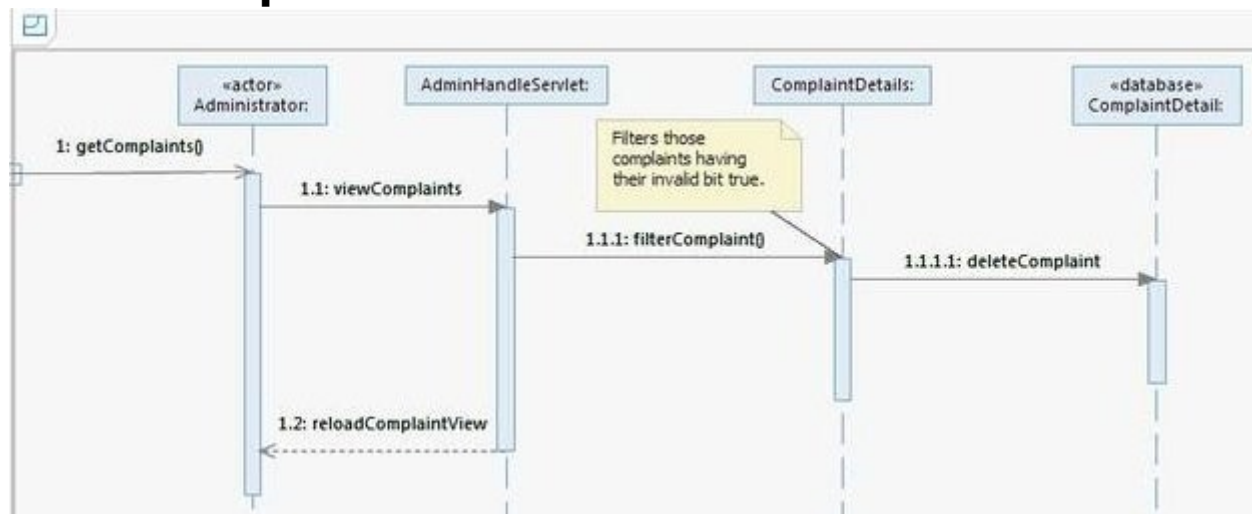 «actor»
Administrator:
AdminHandleServlet:
ComplaintDetails:
«database»
ComplaintDetail:
Filters those
complaints having
their invalid bit true.
1: getComplaints()
1.1: viewComplaints
1.1.1: filterComplaint()
1.1.1.1: deleteComplaint
1.2: reloadComplaintView